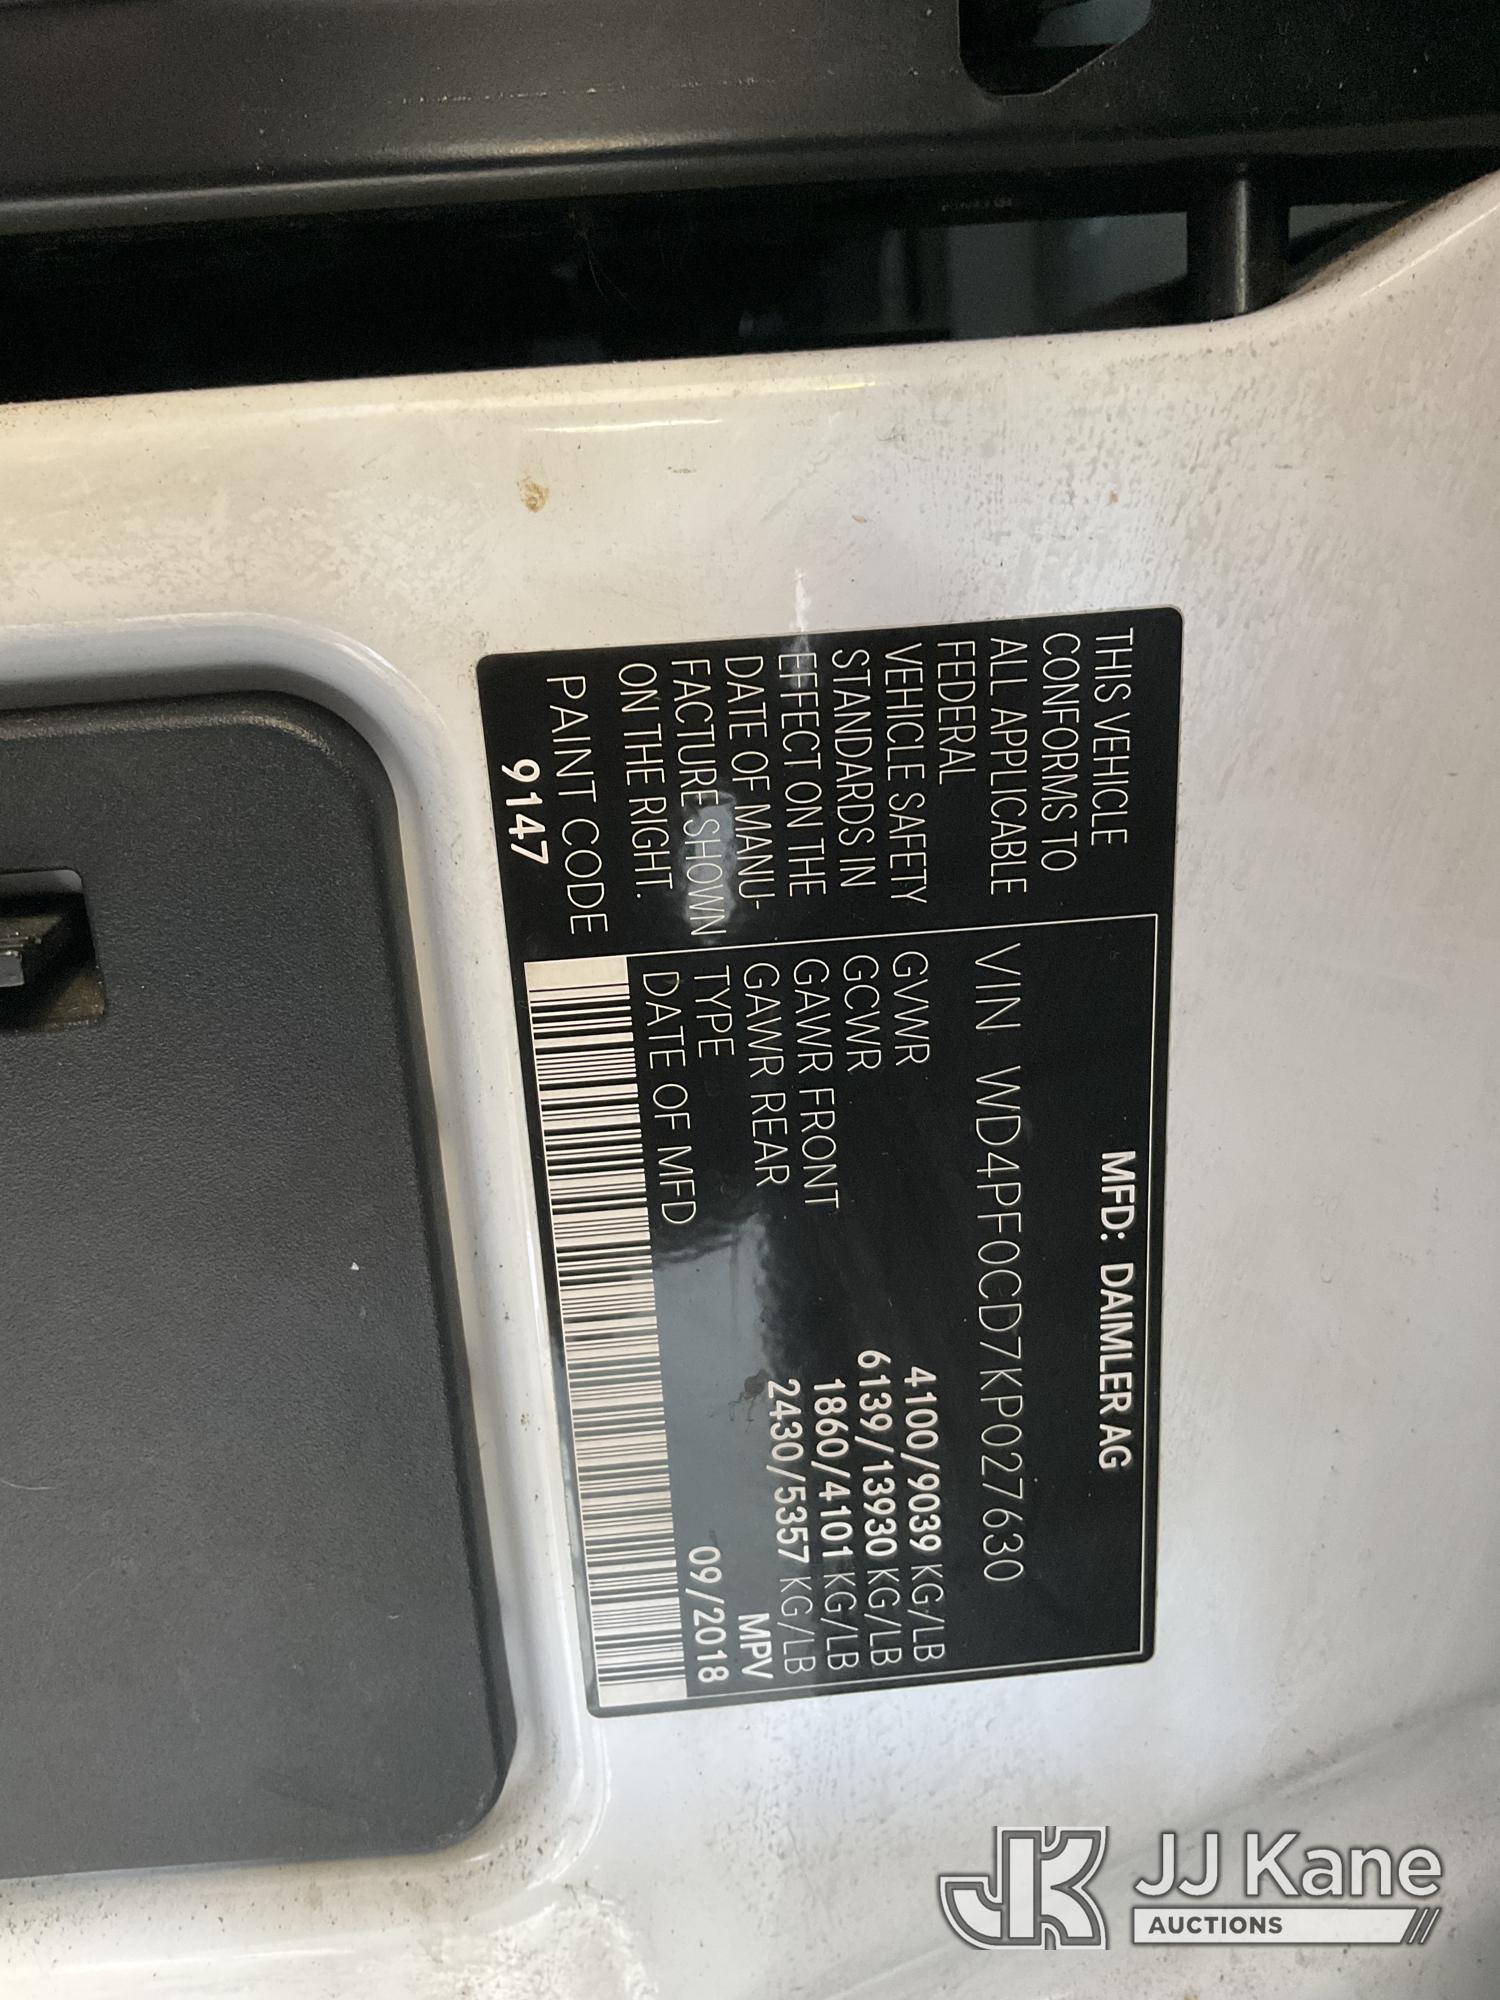 THIS VEHICLE
CONFORMS TO
ALL APPLICABLE
FEDERAL
VEHICLE SAFETY
STANDARDS IN
EFFECT ON THE
DATE OF MANU-
FACTURE SHOWN
ON THE RIGHT.
PAINT CODE
9147
MFD: DAIMLER AG
VIN WD4PF0CD7KP027630
GVWR 4100/9039 KG/LB
GCWR 6139/13930 KG/LB
GAWR FRONT 1860/4101 KG/LB
GAWR REAR 2430/5357 KG/LB
TYPE MPV
DATE OF MFD 09/2018
JK JJ Kane
AUCTIONS